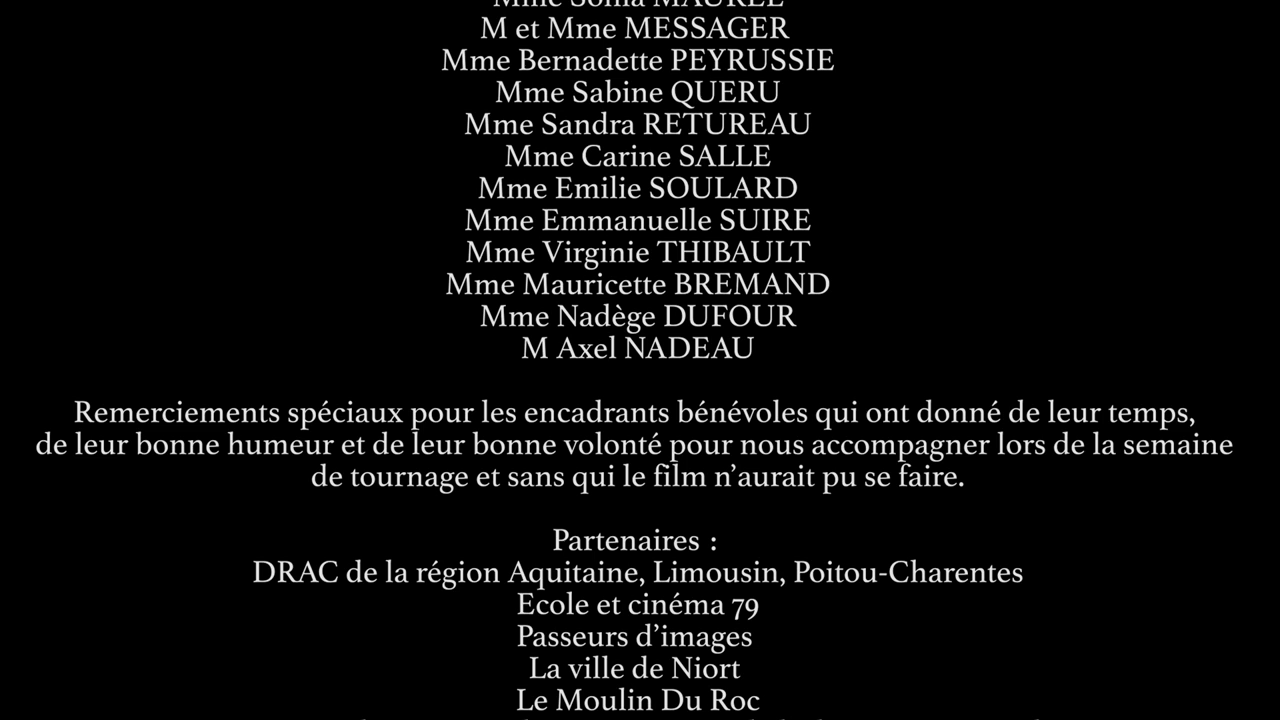 Mme Sonia MAUREL
M et Mme MESSAGER
Mme Bernadette PEYRUSSIE
Mme Sabine QUERU
Mme Sandra RETUREAU
Mme Carine SALLE
Mme Emilie SOULARD
Mme Emmanuelle SUIRE
Mme Virginie THIBAULT
Mme Mauricette BREMAND
Mme Nadège DUFOUR
M Axel NADEAU
Remerciements spéciaux pour les encadrants bénévoles qui ont donné de leur temps,
de leur bonne humeur et de leur bonne volonté pour nous accompagner lors de la semaine
de tournage et sans qui le film n’aurait pu se faire.
Partenaires :
DRAC de la région Aquitaine, Limousin, Poitou-Charentes
Ecole et cinéma 79
Passeurs d’images
La ville de Niort
Le Moulin Du Roc